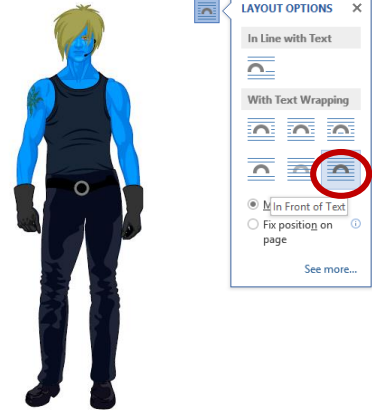 LAYOUT OPTIONS
In Line with Text
With Text Wrapping
M
In Front of Text
Fix position on
page
See more...